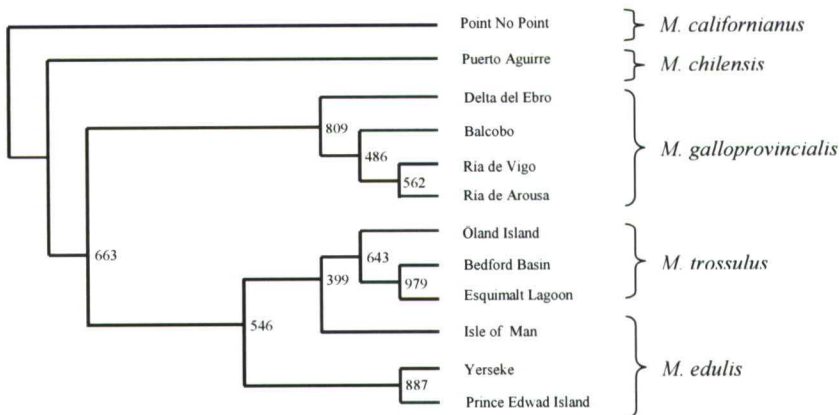 Point No Point
M. californianus
Puerto Aguirre
M. chilensis
Delta del Ebro
809
Balcobo
486
M. galloprovincialis
Ria de Vigo
562
Ria de Arousa
Öland Island
643
663
Bedford Basin
M. trossulus
399
979
Esquimalt Lagoon
546
Isle of Man
Yerseke
M. edulis
887
Prince Edwad Island